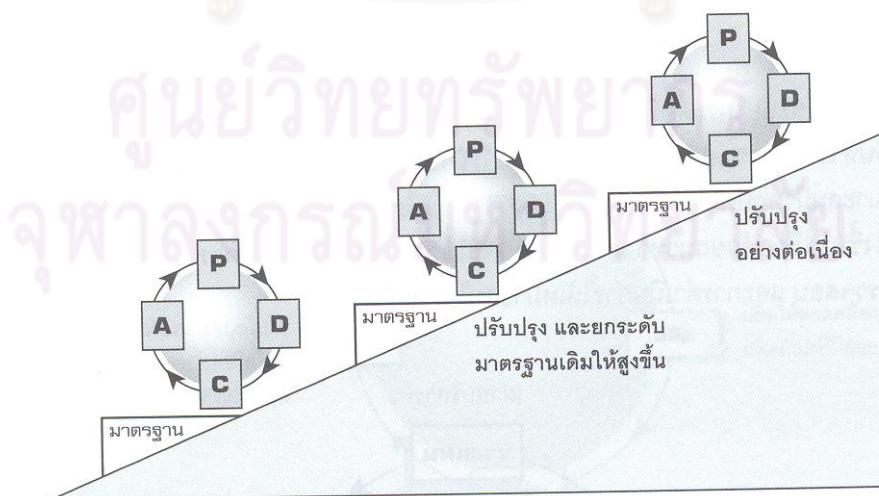 P
A
D
C
P
A
D
C
P
A
D
C
มาตรฐาน
มาตรฐาน
มาตรฐาน
ปรับปรุง
อย่างต่อเนื่อง
ปรับปรุง และยกระดับ
มาตรฐานเดิมให้สูงขึ้น
ศูนย์วิทยทรัพยากร
จุฬาลงกรณ์มหาวิทยาลัย